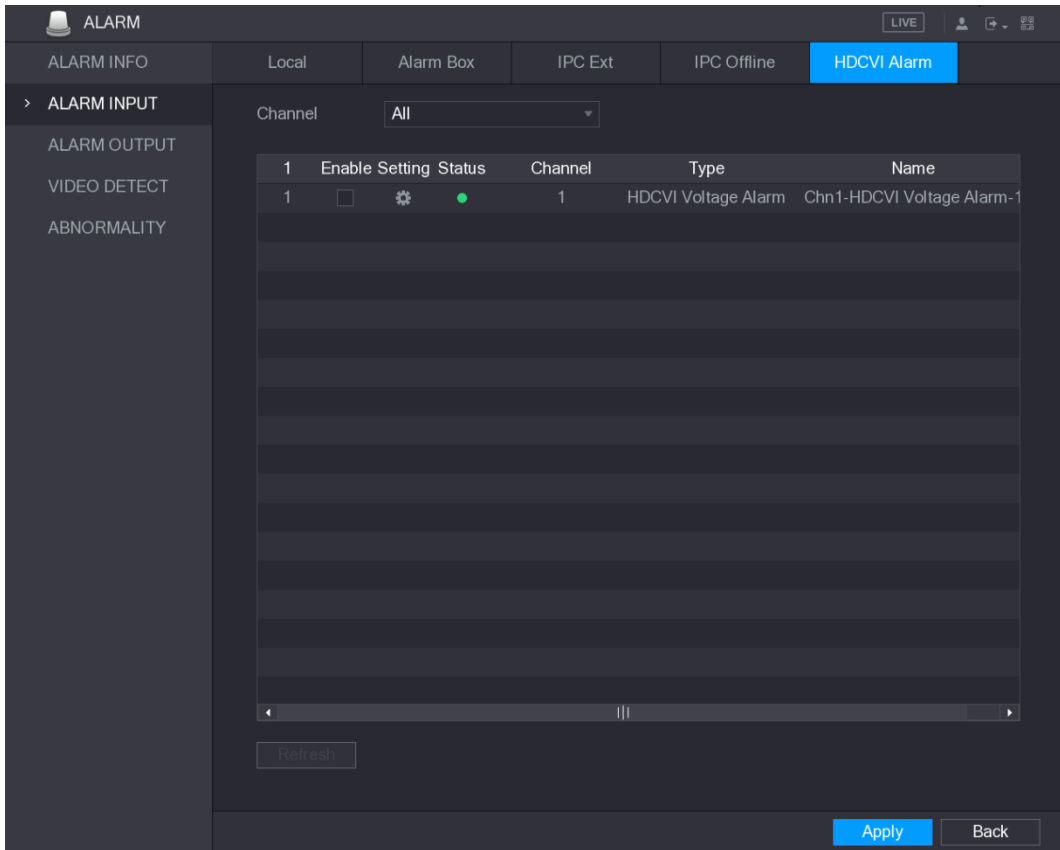 ALARM
LIVE
ALARM INFO
ALARM INPUT
ALARM OUTPUT
VIDEO DETECT
ABNORMALITY
Local Alarm Box IPC Ext IPC Offline HDCVI Alarm
Channel All
1 Enable Setting Status Channel Type Name
1 1 HDCVI Voltage Alarm Chn1-HDCVI Voltage Alarm-1
Refresh
Apply Back